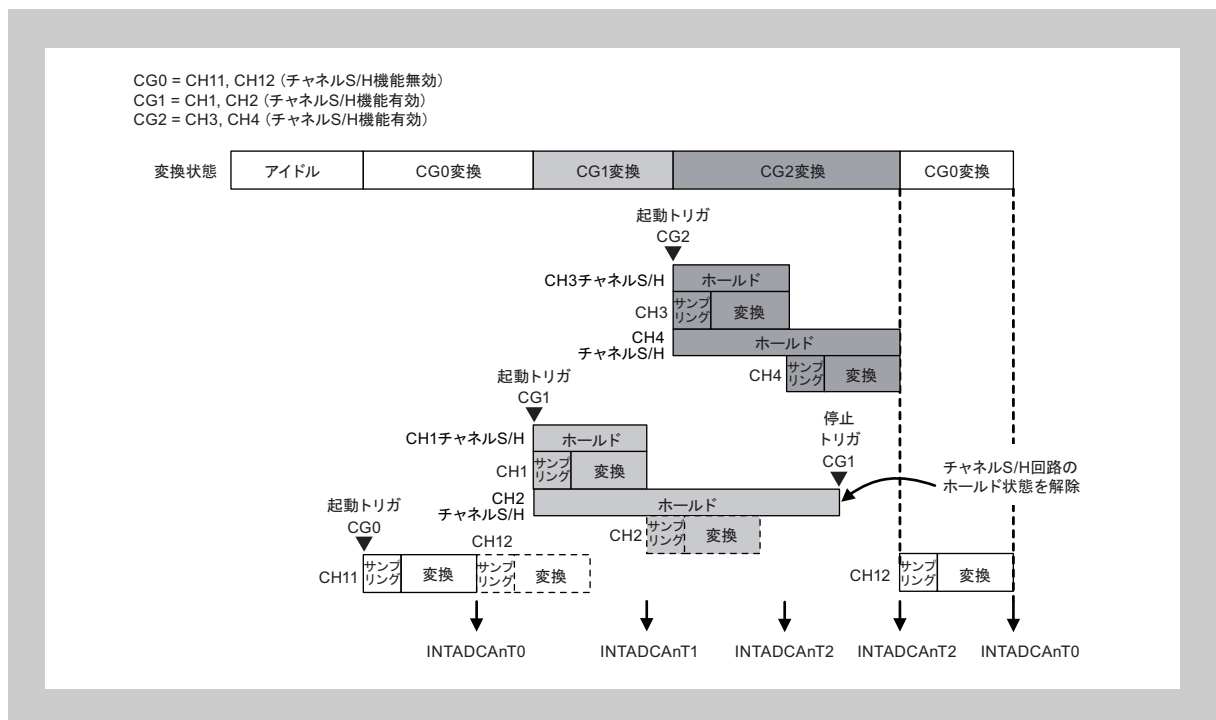 CG0 = CH11, CH12 (チャネルS/H機能無効)
CG1 = CH1, CH2 (チャネルS/H機能有効)
CG2 = CH3, CH4 (チャネルS/H機能有効)
変換状態
アイドル
CG0変換
CG1変換
CG2変換
CG0変換
起動トリガ
CG2
CH3チャネルS/H
ホールド
CH3
サンプ
リング
変換
CH4
チャネルS/H
ホールド
CH4
サンプ
リング
変換
起動トリガ
CG1
停止
トリガ
CG1
CH1チャネルS/H
ホールド
チャネルS/H回路の
ホールド状態を解除
CH1
サンプ
リング
変換
CH2
チャネルS/H
ホールド
起動トリガ
CG0
CH2
サンプ
リング
変換
CH12
CH11
サンプ
リング
変換
サンプ
リング
変換
CH12
サンプ
リング
変換
INTADCAnT0
INTADCAnT1
INTADCAnT2
INTADCAnT2
INTADCAnT0